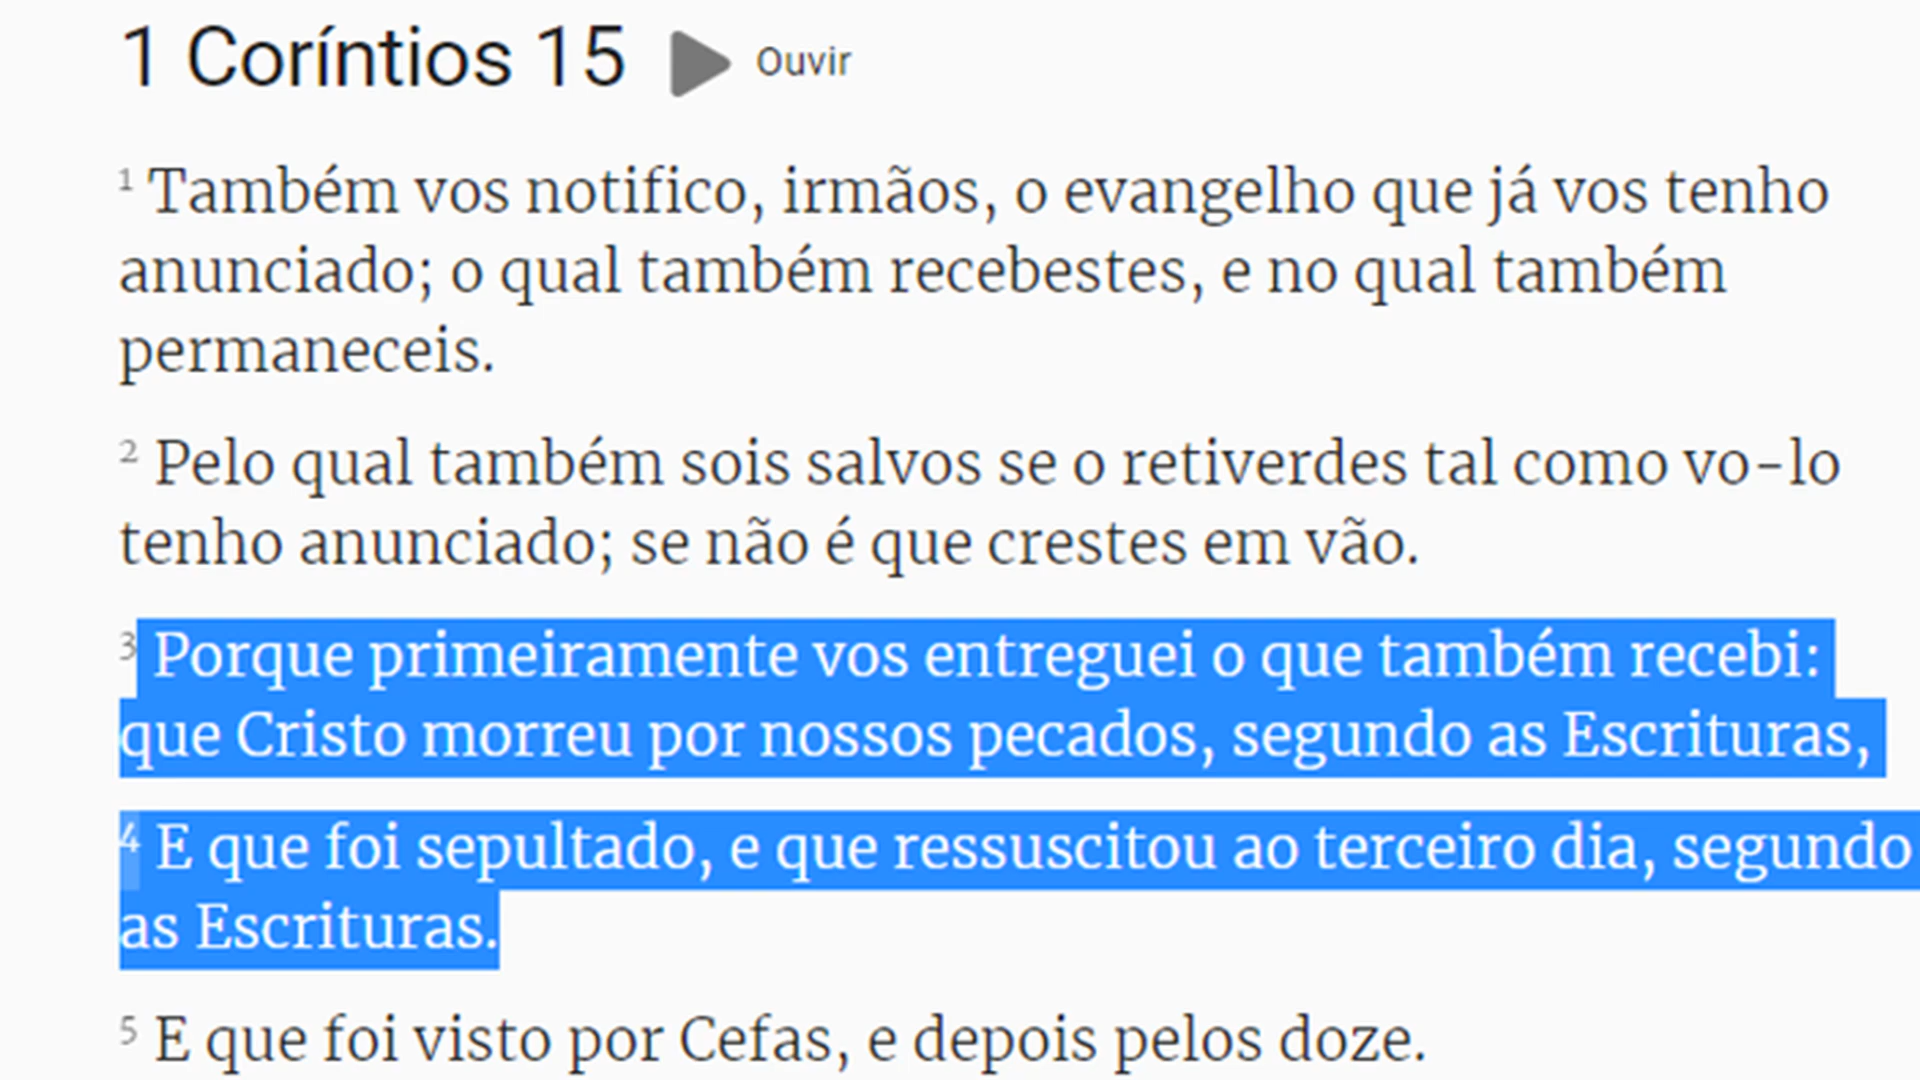 1 Coríntios 15 Ouvir
1 Também vos notifico, irmãos, o evangelho que já vos tenho
anunciado; o qual também recebestes, e no qual também
permaneceis.
2 Pelo qual também sois salvos se o retiverdes tal como vo-lo
tenho anunciado; se não é que crestes em vão.
3 Porque primeiramente vos entreguei o que também recebi:
que Cristo morreu por nossos pecados, segundo as Escrituras,
4 E que foi sepultado, e que ressuscitou ao terceiro dia, segundo
as Escrituras.
5 E que foi visto por Cefas, e depois pelos doze.